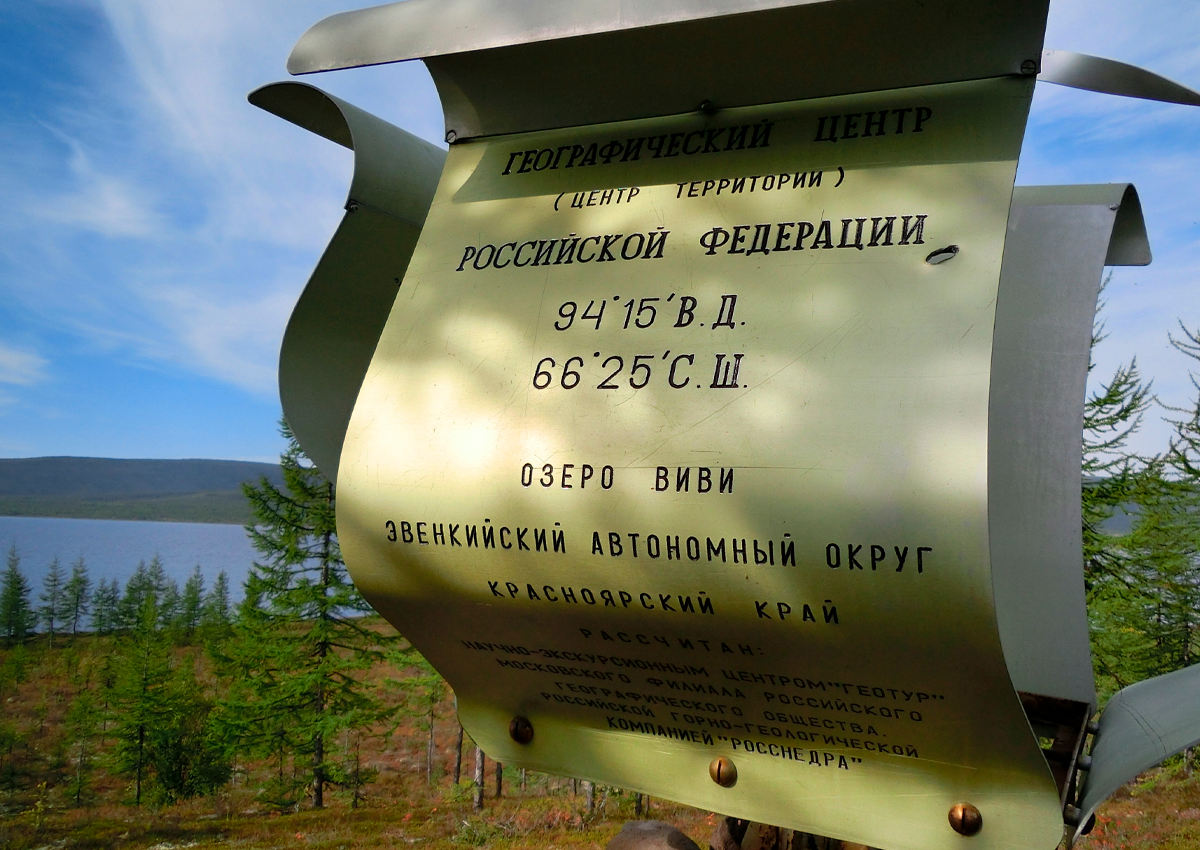 ГЕОГРАФИЧЕСКИЙ ЦЕНТР
(ЦЕНТР ТЕРРИТОРИИ)
РОССИЙСКОЙ ФЕДЕРАЦИИ
94°15′В.Д.
66°25′С.Ш.
ОЗЕРО ВИВИ
ЭВЕНКИЙСКИЙ АВТОНОМНЫЙ ОКРУГ
КРАСНОЯРСКИЙ КРАЙ
РАССЧИТАН:
НАУЧНО-ЭКСКУРСИОННЫМ ЦЕНТРОМ"ГЕОТУР"
МОСКОВСКОГО ФИЛИАЛА РОССИЙСКОГО
ГЕОГРАФИЧЕСКОГО ОБЩЕСТВА.
РОССИЙСКОЙ ГОРНО-ГЕОЛОГИЧЕСКОЙ
КОМПАНИЕЙ"РОССНЕДРА"